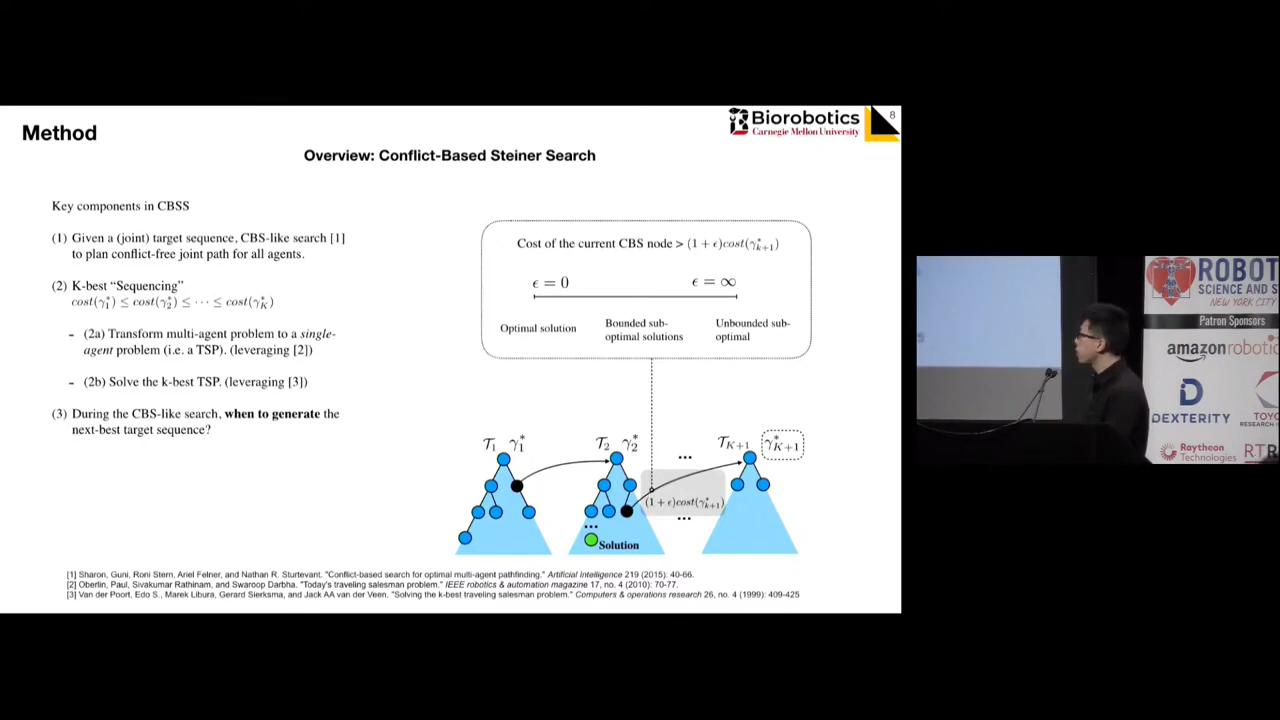 Method
Biorobotics
Carnegie Mellon University
8
Overview: Conflict-Based Steiner Search
Key components in CBSS
(1) Given a (joint) target sequence, CBS-like search [1]
to plan conflict-free joint path for all agents.
(2) K-best “Sequencing”
cost(γ₁*) ≤ cost(γ₂*) ≤ ··· ≤ cost(γ_K*)
- (2a) Transform multi-agent problem to a single-
agent problem (i.e. a TSP). (leveraging [2])
- (2b) Solve the k-best TSP. (leveraging [3])
(3) During the CBS-like search, when to generate the
next-best target sequence?
Cost of the current CBS node > (1 + ϵ)cost(γ*_{k+1})
ϵ = 0
ϵ = ∞
Optimal solution
Bounded sub-
optimal solutions
Unbounded sub-
optimal
T₁ γ₁*
T₂ γ₂*
...
T_{K+1} γ*_{K+1}
(1 + ϵ)cost(γ*_{k+1})
...
...
Solution
[1] Sharon, Guni, Roni Stern, Ariel Felner, and Nathan R. Sturtevant. "Conflict-based search for optimal multi-agent pathfinding." Artificial Intelligence 219 (2015): 40-66.
[2] Oberlin, Paul, Sivakumar Rathinam, and Swaroop Darbha. "Today's traveling salesman problem." IEEE robotics & automation magazine 17, no. 4 (2010): 70-77.
[3] Van der Poort, Edo S., Marek Libura, Gerard Sierksma, and Jack AA van der Veen. "Solving the k-best traveling salesman problem." Computers & operations research 26, no. 4 (1999): 409-425
ROBOT
SCIENCE AND S
NEW YORK CITY
Patron Sponsors
amazon robotic
DEXTERITY
TOYO
RESEARCH
Raytheon
Technologies
RTR